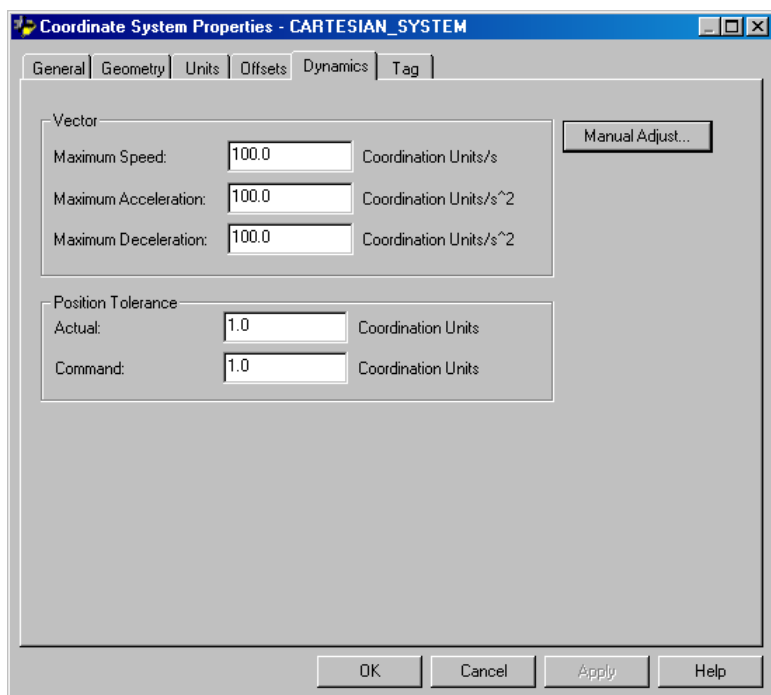 Coordinate System Properties - CARTESIAN_SYSTEM
General Geometry Units Offsets Dynamics Tag
Vector
Manual Adjust...
Maximum Speed: 100.0 Coordination Units/s
Maximum Acceleration: 100.0 Coordination Units/s^2
Maximum Deceleration: 100.0 Coordination Units/s^2
Position Tolerance
Actual: 1.0 Coordination Units
Command: 1.0 Coordination Units
OK Cancel Apply Help